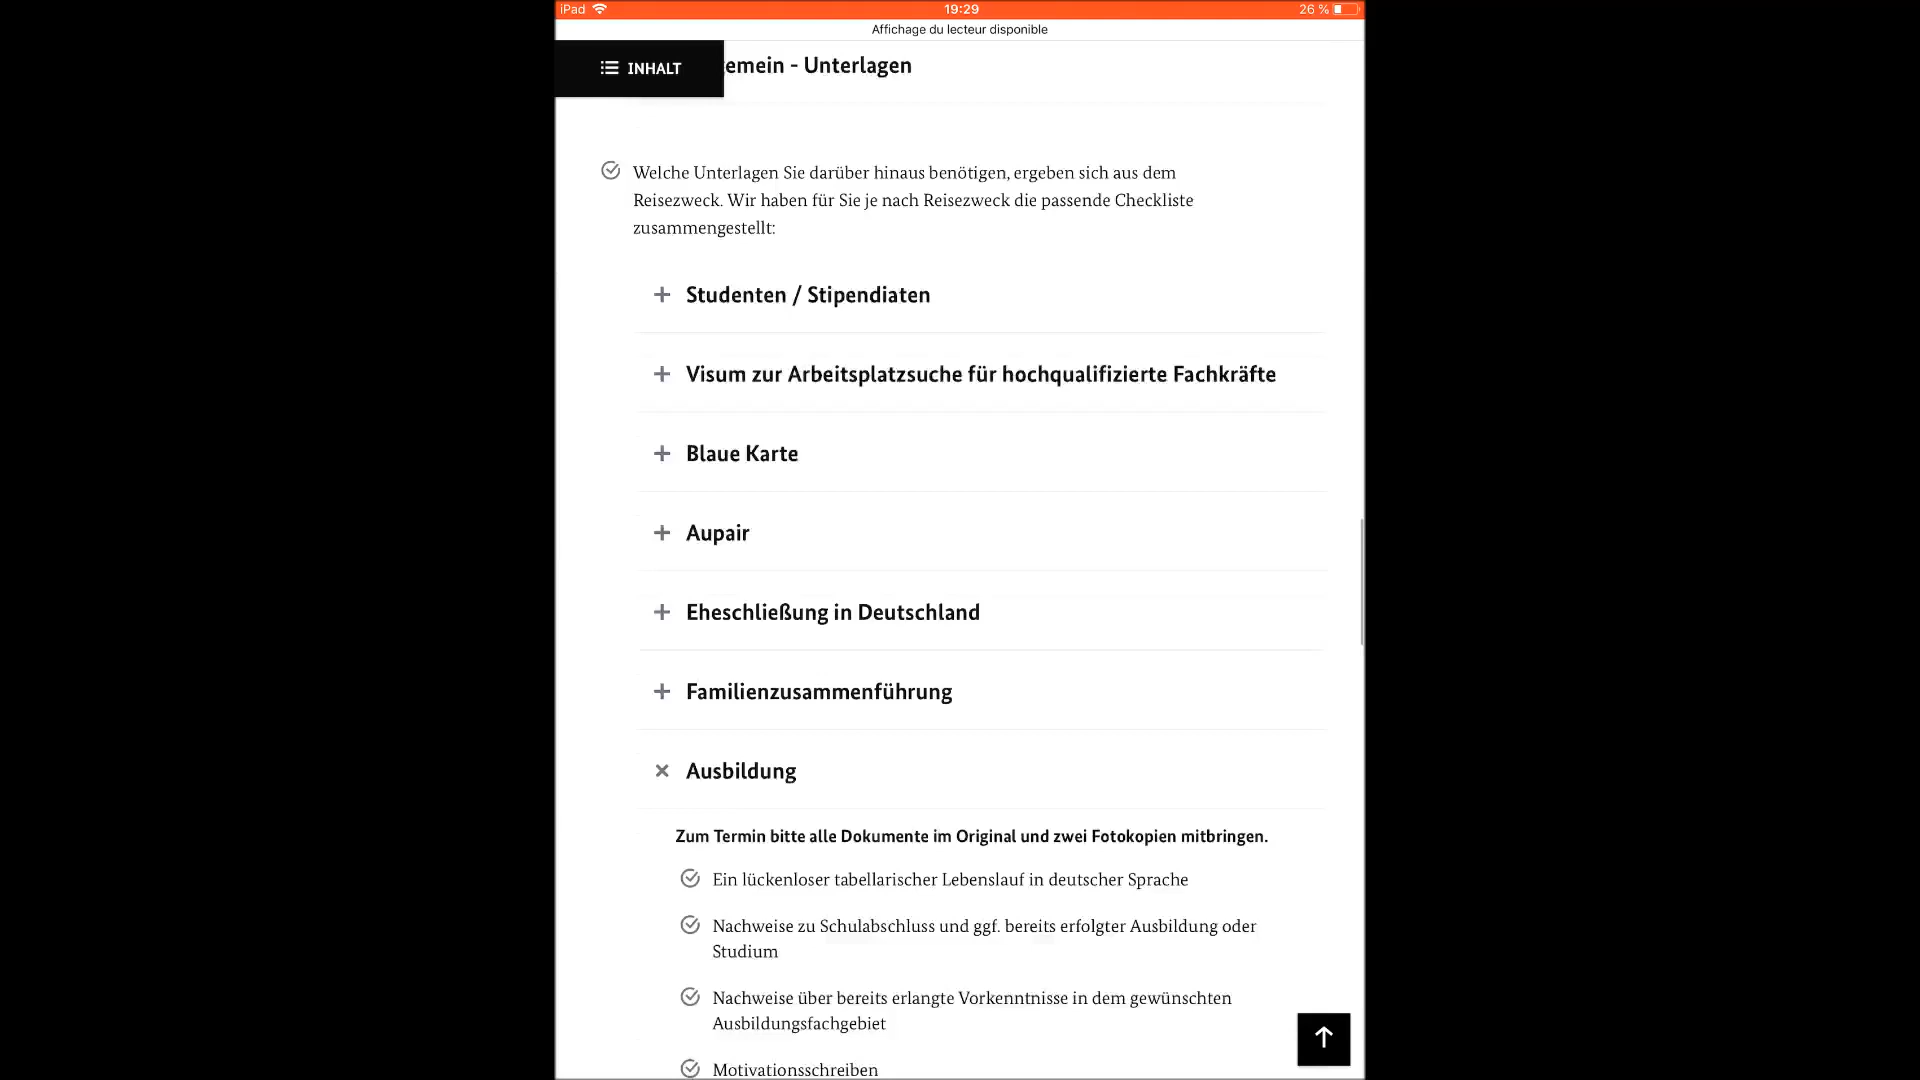 iPad
19:29
26 %
Affichage du lecteur disponible
INHALT
emein - Unterlagen
Welche Unterlagen Sie darüber hinaus benötigen, ergeben sich aus dem
Reisezweck. Wir haben für Sie je nach Reisezweck die passende Checkliste
zusammengestellt:
+ Studenten / Stipendiaten
+ Visum zur Arbeitsplatzsuche für hochqualifizierte Fachkräfte
+ Blaue Karte
+ Aupair
+ Eheschließung in Deutschland
+ Familienzusammenführung
× Ausbildung
Zum Termin bitte alle Dokumente im Original und zwei Fotokopien mitbringen.
Ein lückenloser tabellarischer Lebenslauf in deutscher Sprache
Nachweise zu Schulabschluss und ggf. bereits erfolgter Ausbildung oder
Studium
Nachweise über bereits erlangte Vorkenntnisse in dem gewünschten
Ausbildungsfachgebiet
Motivationsschreiben